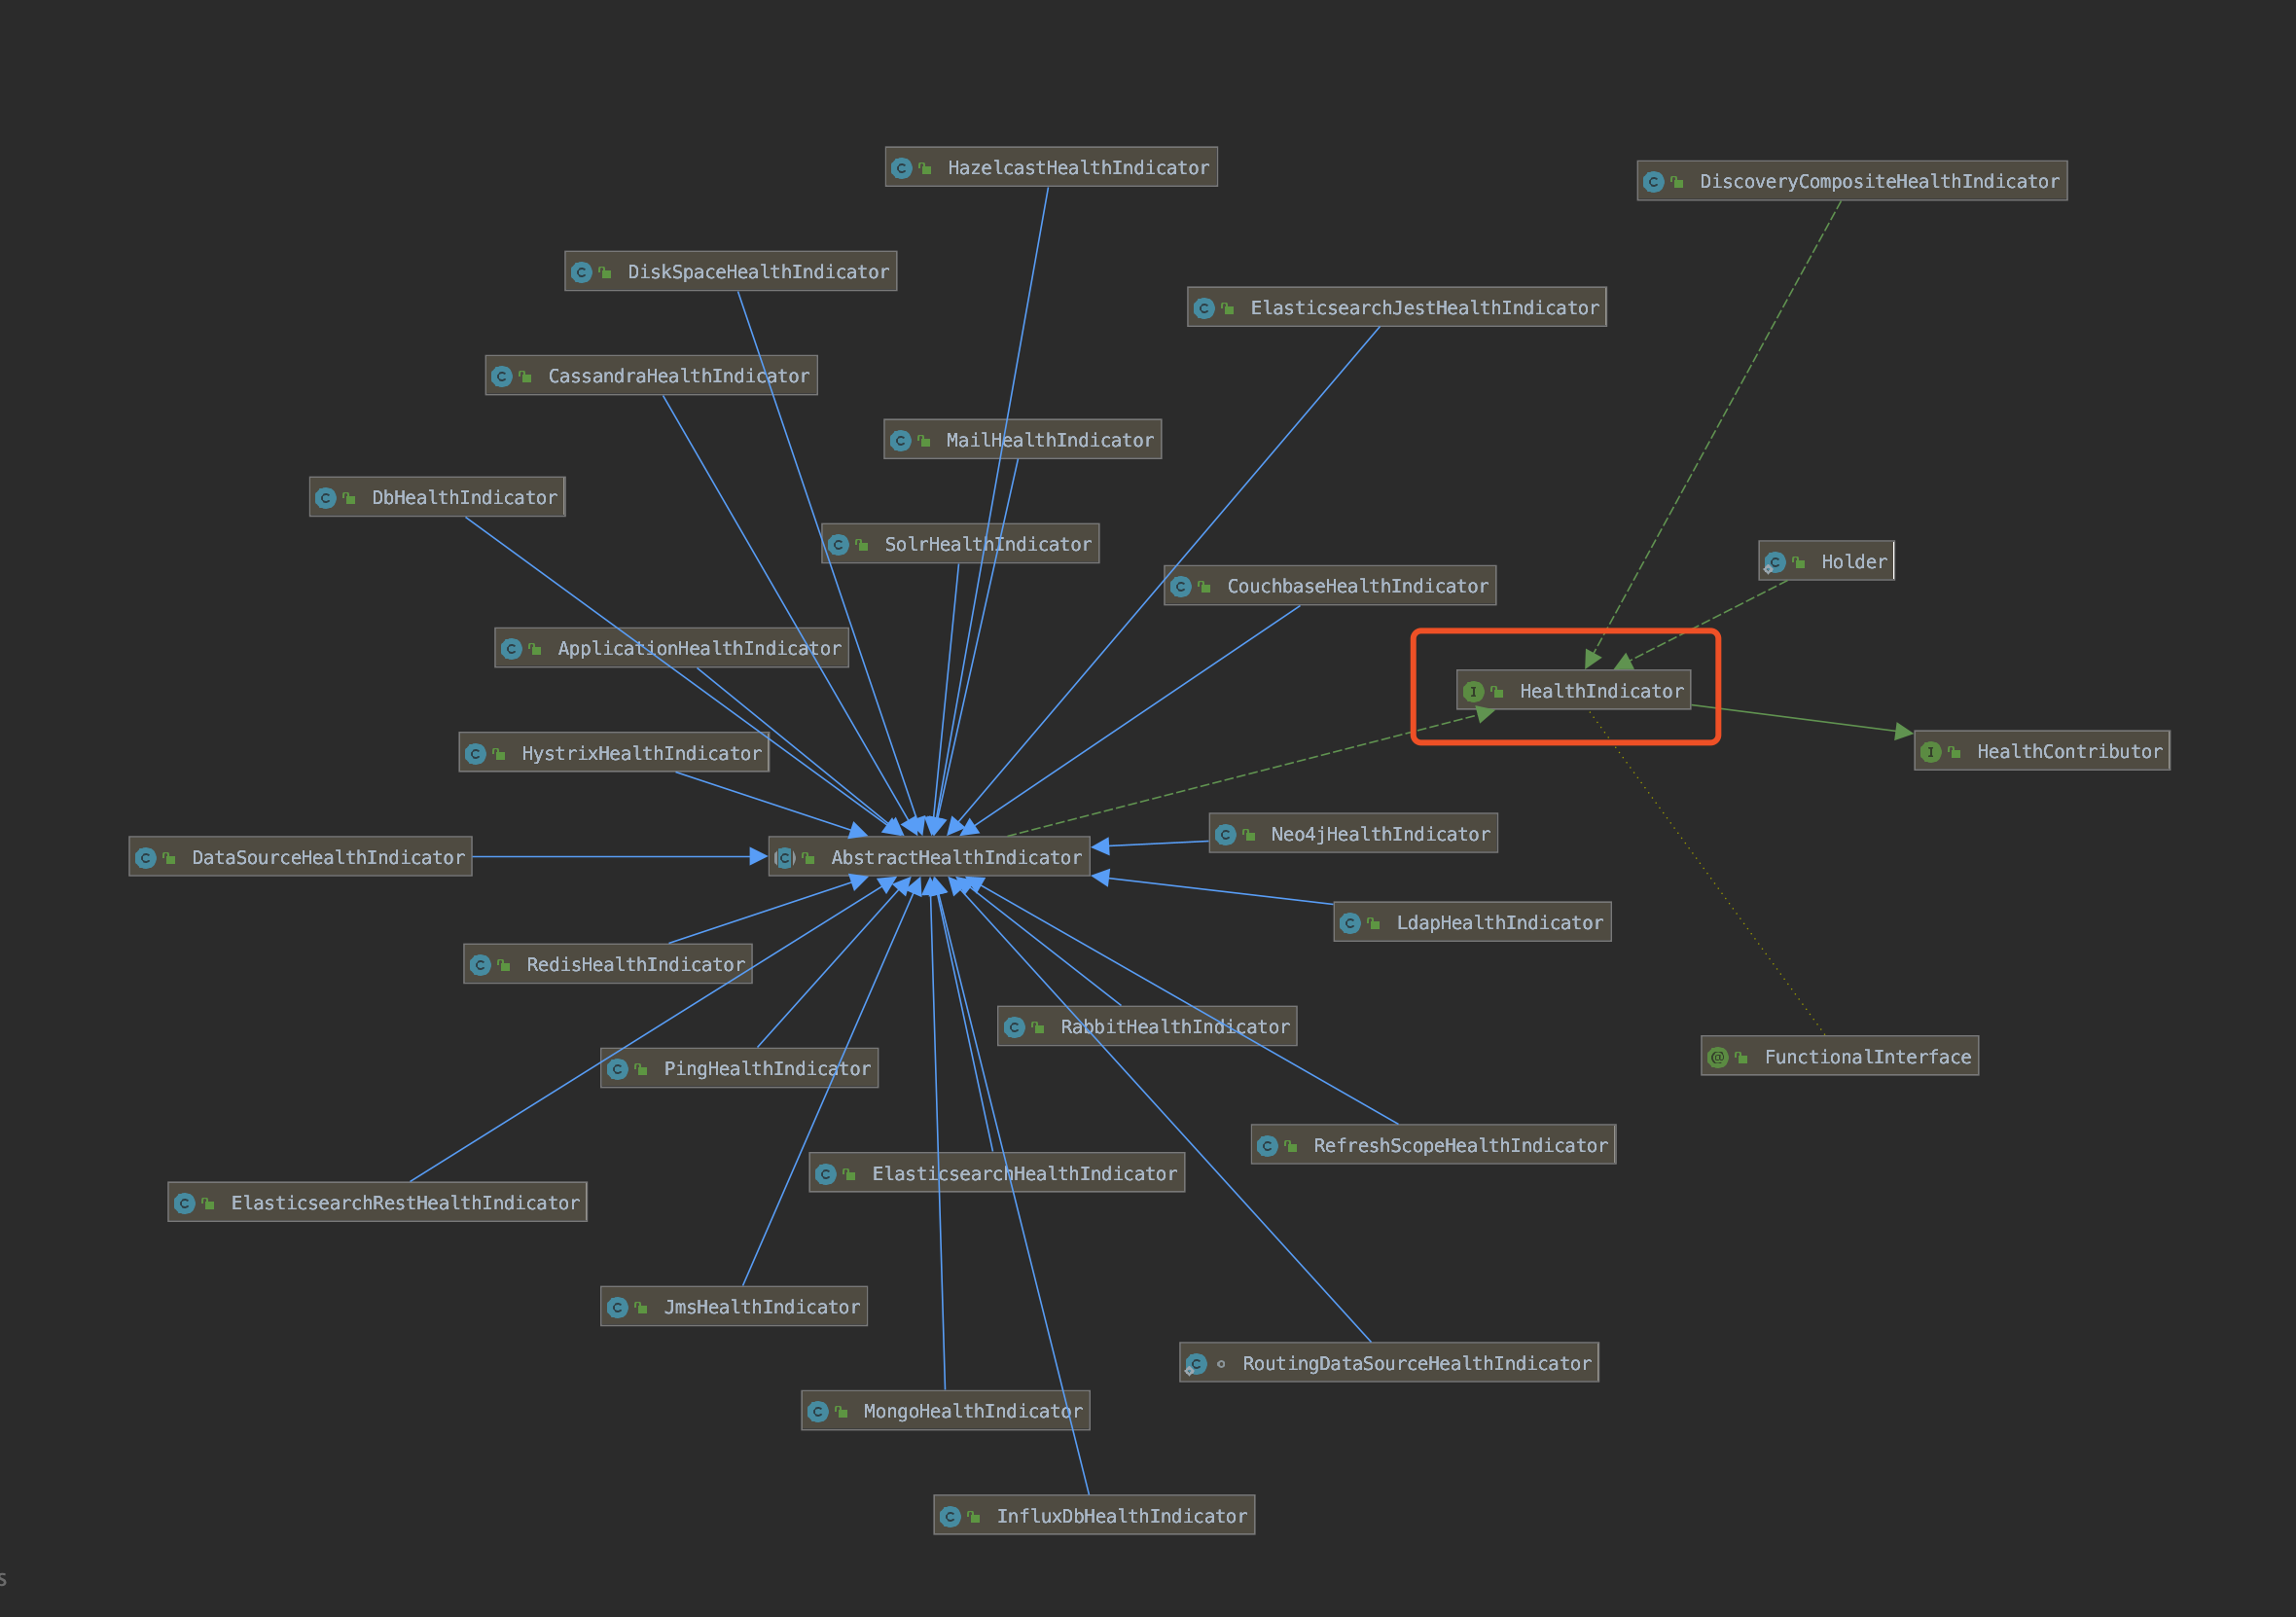 HazelcastHealthIndicator
DiscoveryCompositeHealthIndicator
DiskSpaceHealthIndicator
ElasticsearchJestHealthIndicator
CassandraHealthIndicator
MailHealthIndicator
DbHealthIndicator
SolrHealthIndicator
Holder
CouchbaseHealthIndicator
ApplicationHealthIndicator
HealthIndicator
HystrixHealthIndicator
HealthContributor
Neo4jHealthIndicator
DataSourceHealthIndicator
AbstractHealthIndicator
LdapHealthIndicator
RedisHealthIndicator
RabbitHealthIndicator
FunctionalInterface
PingHealthIndicator
RefreshScopeHealthIndicator
ElasticsearchHealthIndicator
ElasticsearchRestHealthIndicator
JmsHealthIndicator
RoutingDataSourceHealthIndicator
MongoHealthIndicator
InfluxDbHealthIndicator